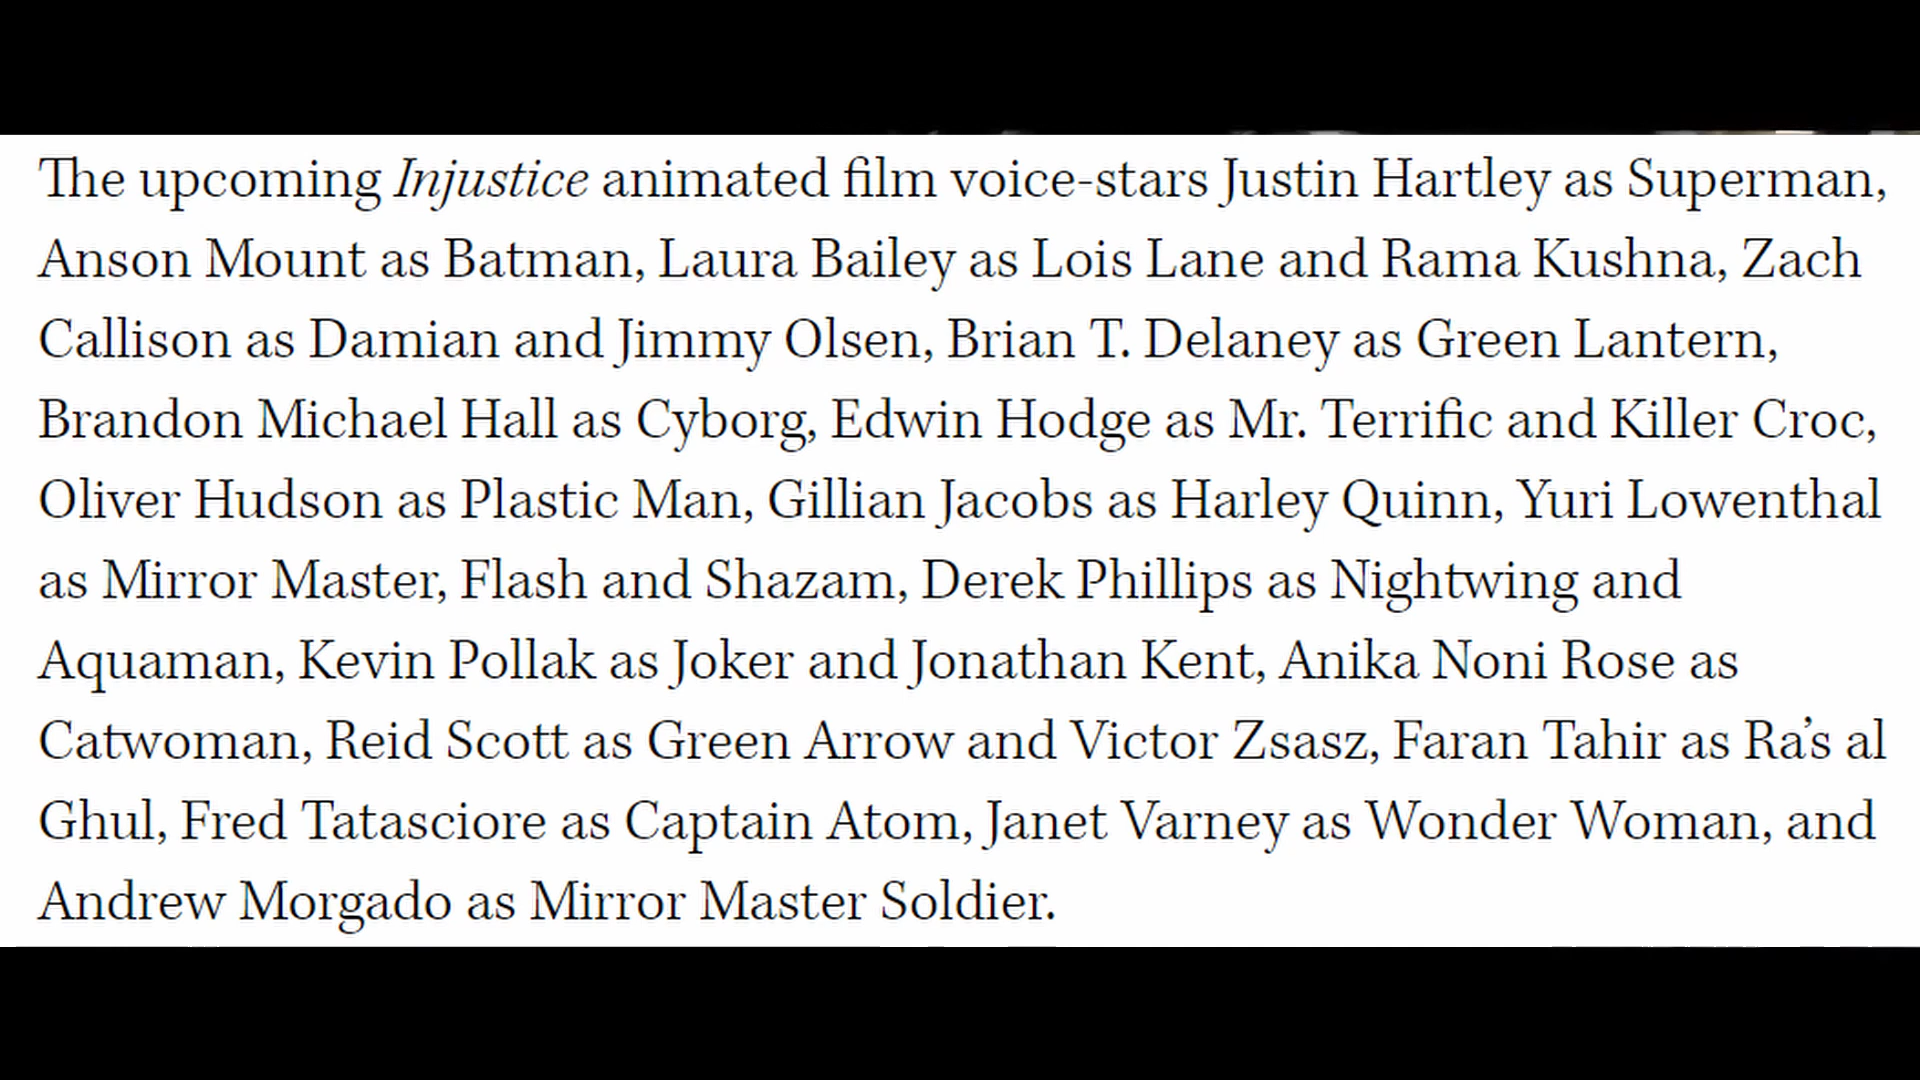 The upcoming Injustice animated film voice-stars Justin Hartley as Superman,
Anson Mount as Batman, Laura Bailey as Lois Lane and Rama Kushna, Zach
Callison as Damian and Jimmy Olsen, Brian T. Delaney as Green Lantern,
Brandon Michael Hall as Cyborg, Edwin Hodge as Mr. Terrific and Killer Croc,
Oliver Hudson as Plastic Man, Gillian Jacobs as Harley Quinn, Yuri Lowenthal
as Mirror Master, Flash and Shazam, Derek Phillips as Nightwing and
Aquaman, Kevin Pollak as Joker and Jonathan Kent, Anika Noni Rose as
Catwoman, Reid Scott as Green Arrow and Victor Zsasz, Faran Tahir as Ra’s al
Ghul, Fred Tatasciore as Captain Atom, Janet Varney as Wonder Woman, and
Andrew Morgado as Mirror Master Soldier.